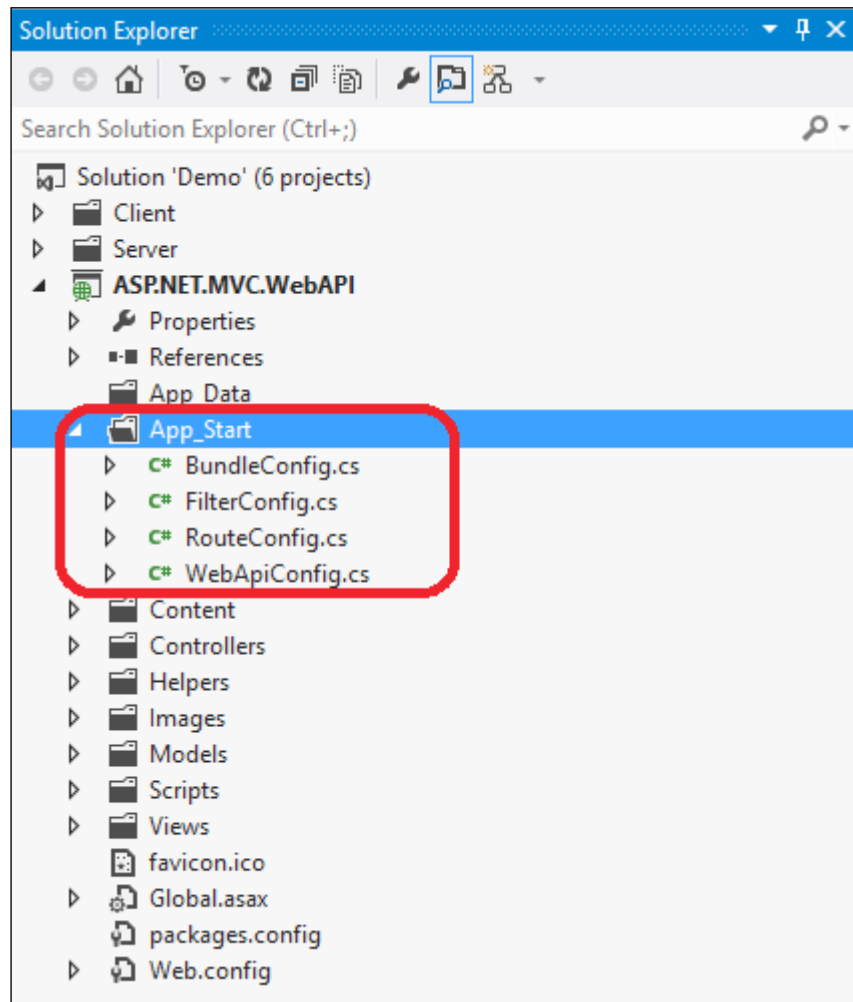 Solution Explorer
Search Solution Explorer (Ctrl+;)
Solution 'Demo' (6 projects)
Client
Server
ASP.NET.MVC.WebAPI
Properties
References
App_Data
App_Start
C# BundleConfig.cs
C# FilterConfig.cs
C# RouteConfig.cs
C# WebApiConfig.cs
Content
Controllers
Helpers
Images
Models
Scripts
Views
favicon.ico
Global.asax
packages.config
Web.config